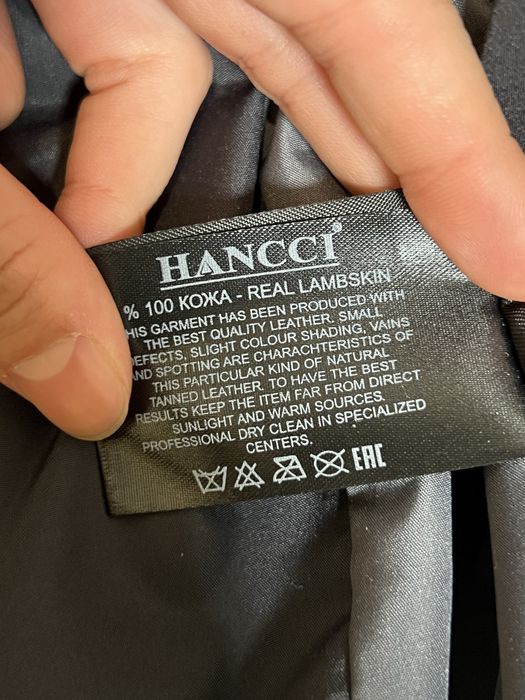 HANCCI
% 100 КОЖА - REAL LAMBSKIN
HIS GARMENT HAS BEEN PRODUCED WITH
THE BEST QUALITY LEATHER. SMALL
DEFECTS, SLIGHT COLOUR SHADING, VAINS
AND SPOTTING ARE CHARACHTERISTICS OF
THIS PARTICULAR KIND OF NATURAL
TANNED LEATHER. TO HAVE THE BEST
RESULTS KEEP THE ITEM FAR FROM DIRECT
SUNLIGHT AND WARM SOURCES.
PROFESSIONAL DRY CLEAN IN SPECIALIZED
CENTERS.
EAC